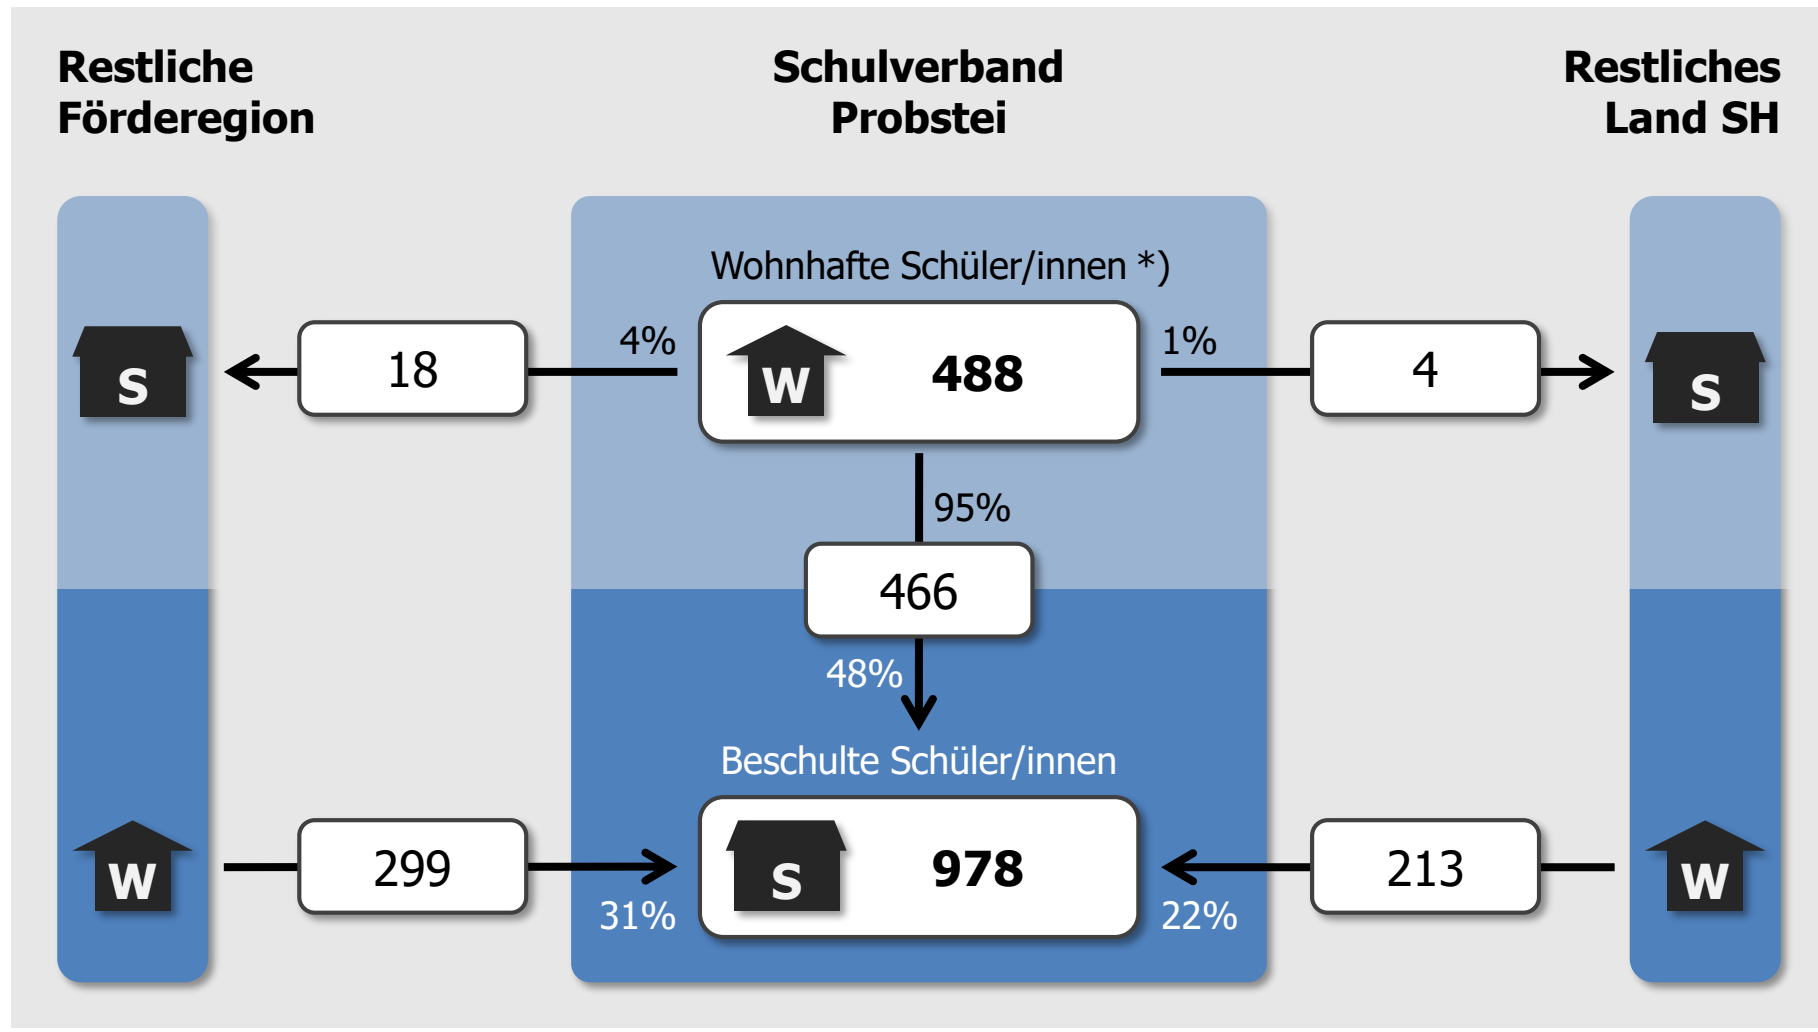 Restliche
Förderegion
Schulverband
Probstei
Restliches
Land SH
Wohnhafte Schüler/innen *)
S
18
4%
W
488
1%
4
S
95%
466
48%
Beschulte Schüler/innen
W
299
31%
S
978
22%
213
W